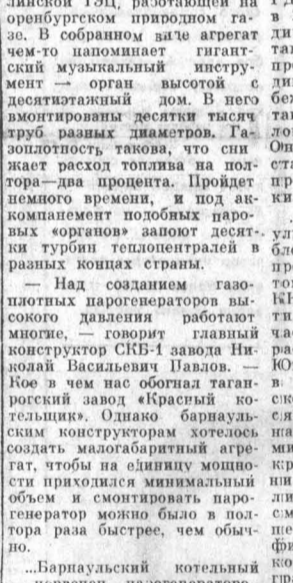 линской ТЭЦ, работающей на
оренбургском природном га-
зе. В собранном виде агрегат
чем-то напоминает гигант-
ский музыкальный инстру-
мент — орган высотой с
десятиэтажный дом. В него
вмонтированы десятки тысяч
труб разных диаметров. Га-
зоплотность такова, что сни
жает расход топлива на пол-
тора—два процента. Пройдет
немного времени, и под ак-
компанемент подобных паро-
вых «органов» запоют десят-
ки турбин теплоцентралей в
разных концах страны.
— Над созданием газо-
плотных парогенераторов вы-
сокого давления работают
многие, — говорит главный
конструктор СКБ-1 завода Ни-
колай Васильевич Павлов. —
Кое в чем нас обогнал таган-
рогский завод «Красный ко-
тельщик». Однако барнауль-
ским конструкторам хотелось
создать малогабаритный агре-
гат, чтобы на единицу мощно-
сти приходился минимальный
объем и смонтировать паро-
генератор можно было в пол-
тора раза быстрее, чем обыч-
но.
...Барнаульский котельный